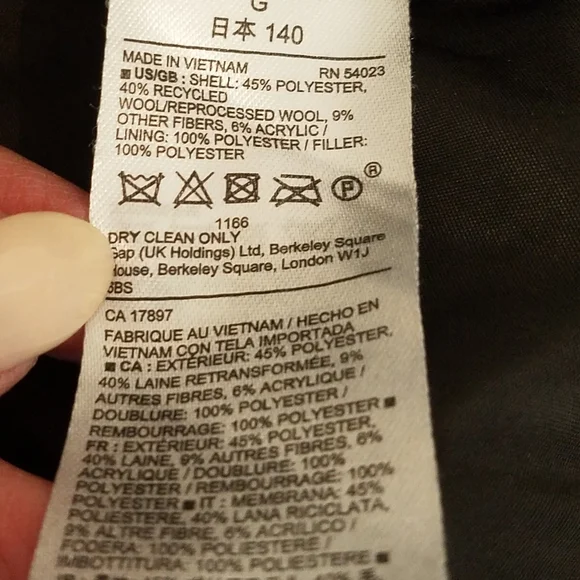 G
日本 140
MADE IN VIETNAM RN 54023
■ US/GB : SHELL: 45% POLYESTER,
40% RECYCLED
WOOL/REPROCESSED WOOL, 9%
OTHER FIBERS, 6% ACRYLIC /
LINING: 100% POLYESTER / FILLER:
100% POLYESTER
P ®
1166
DRY CLEAN ONLY
Gap (UK Holdings) Ltd, Berkeley Square
House, Berkeley Square, London W1J
6BS
CA 17897
FABRIQUE AU VIETNAM / HECHO EN
VIETNAM CON TELA IMPORTADA
■ CA : EXTÉRIEUR: 45% POLYESTER,
40% LAINE RETRANSFORMÉE, 9%
AUTRES FIBRES, 6% ACRYLIQUE /
DOUBLURE: 100% POLYESTER /
REMBOURRAGE: 100% POLYESTER ■
FR : EXTÉRIEUR: 45% POLYESTER,
40% LAINE, 9% AUTRES FIBRES, 6%
ACRYLIQUE / DOUBLURE: 100%
POLYESTER / REMBOURRAGE: 100%
POLYESTER ■ IT : MEMBRANA: 45%
POLIESTERE, 40% LANA RICICLATA,
9% ALTRE FIBRE, 6% ACRILICO /
FODERA: 100% POLIESTERE /
IMBOTTITURA: 100% POLIESTERE ■